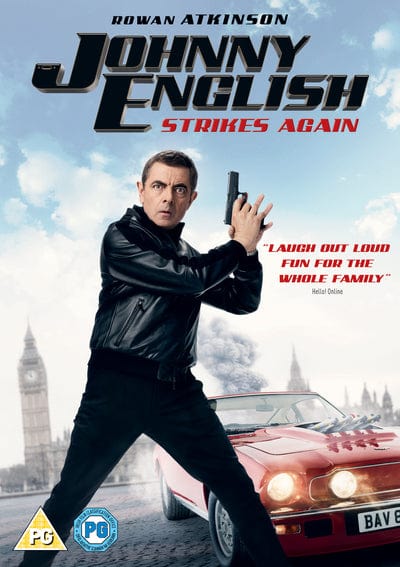 ROWAN ATKINSON
JOHNNY
ENGLISH
STRIKES AGAIN
"LAUGH OUT LOUD
FUN FOR THE
WHOLE FAMILY"
Hello! Online
BAV 8
PG
PG